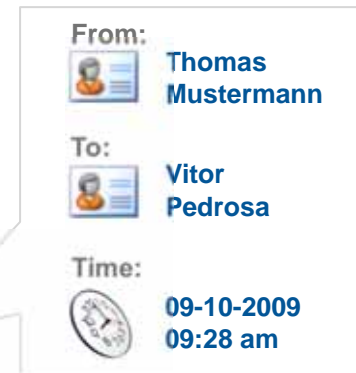 From:
Thomas
Mustermann
To:
Vitor
Pedrosa
Time:
09-10-2009
09:28 am